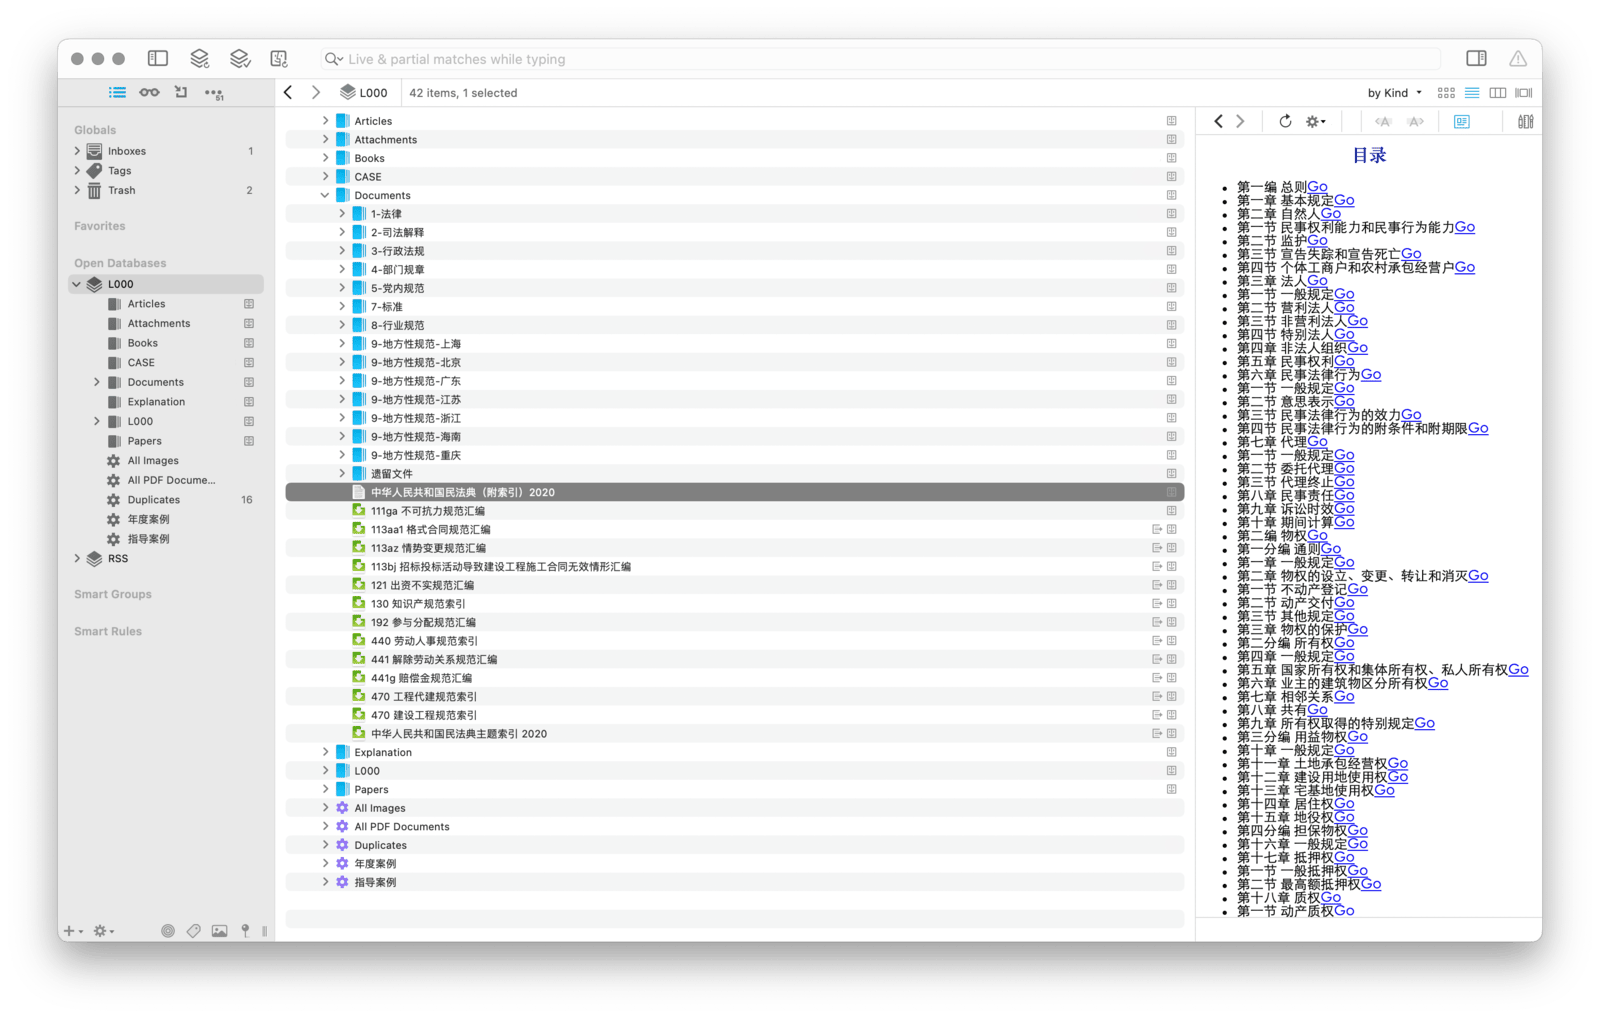 Live & partial matches while typing
51
L000
42 items, 1 selected
by Kind
Globals
Inboxes 1
Tags
Trash 2
Favorites
Open Databases
L000
Articles
Attachments
Books
CASE
Documents
Explanation
L000
Papers
All Images
All PDF Docume...
Duplicates 16
年度案例
指导案例
RSS
Smart Groups
Smart Rules
Articles
Attachments
Books
CASE
Documents
1-法律
2-司法解释
3-行政法规
4-部门规章
5-党内规范
7-标准
8-行业规范
9-地方性规范-上海
9-地方性规范-北京
9-地方性规范-广东
9-地方性规范-江苏
9-地方性规范-浙江
9-地方性规范-海南
9-地方性规范-重庆
遗留文件
中华人民共和国民法典（附索引）2020
111ga 不可抗力规范汇编
113aa1 格式合同规范汇编
113az 情势变更规范汇编
113bj 招标投标活动导致建设工程施工合同无效情形汇编
121 出资不实规范汇编
130 知识产规范索引
192 参与分配规范汇编
440 劳动人事规范索引
441 解除劳动关系规范汇编
441g 赔偿金规范汇编
470 工程代建规范索引
470 建设工程规范索引
中华人民共和国民法典主题索引 2020
Explanation
L000
Papers
All Images
All PDF Documents
Duplicates
年度案例
指导案例
目录
第一编 总则Go
第一章 基本规定Go
第二章 自然人Go
第一节 民事权利能力和民事行为能力Go
第二节 监护Go
第三节 宣告失踪和宣告死亡Go
第四节 个体工商户和农村承包经营户Go
第三章 法人Go
第一节 一般规定Go
第二节 营利法人Go
第三节 非营利法人Go
第四节 特别法人Go
第四章 非法人组织Go
第五章 民事权利Go
第六章 民事法律行为Go
第一节 一般规定Go
第二节 意思表示Go
第三节 民事法律行为的效力Go
第四节 民事法律行为的附条件和附期限Go
第七章 代理Go
第一节 一般规定Go
第二节 委托代理Go
第三节 代理终止Go
第八章 民事责任Go
第九章 诉讼时效Go
第十章 期间计算Go
第二编 物权Go
第一分编 通则Go
第一章 一般规定Go
第二章 物权的设立、变更、转让和消灭Go
第一节 不动产登记Go
第二节 动产交付Go
第三节 其他规定Go
第三章 物权的保护Go
第二分编 所有权Go
第四章 一般规定Go
第五章 国家所有权和集体所有权、私人所有权Go
第六章 业主的建筑物区分所有权Go
第七章 相邻关系Go
第八章 共有Go
第九章 所有权取得的特别规定Go
第三分编 用益物权Go
第十章 一般规定Go
第十一章 土地承包经营权Go
第十二章 建设用地使用权Go
第十三章 宅基地使用权Go
第十四章 居住权Go
第十五章 地役权Go
第四分编 担保物权Go
第十六章 一般规定Go
第十七章 抵押权Go
第一节 一般抵押权Go
第二节 最高额抵押权Go
第十八章 质权Go
第一节 动产质权Go